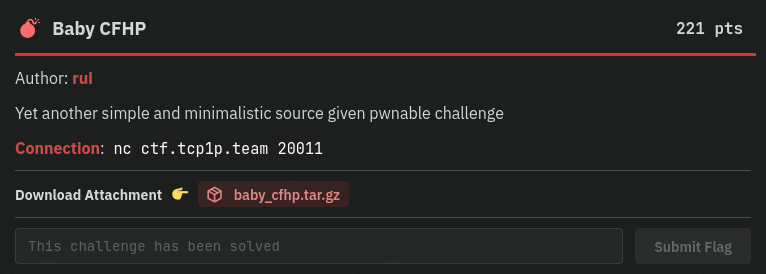 Baby CFHP
221 pts
Author: rui
Yet another simple and minimalistic source given pwnable challenge
Connection: nc ctf.tcp1p.team 20011
Download Attachment 👉 baby_cfhp.tar.gz
This challenge has been solved
Submit Flag